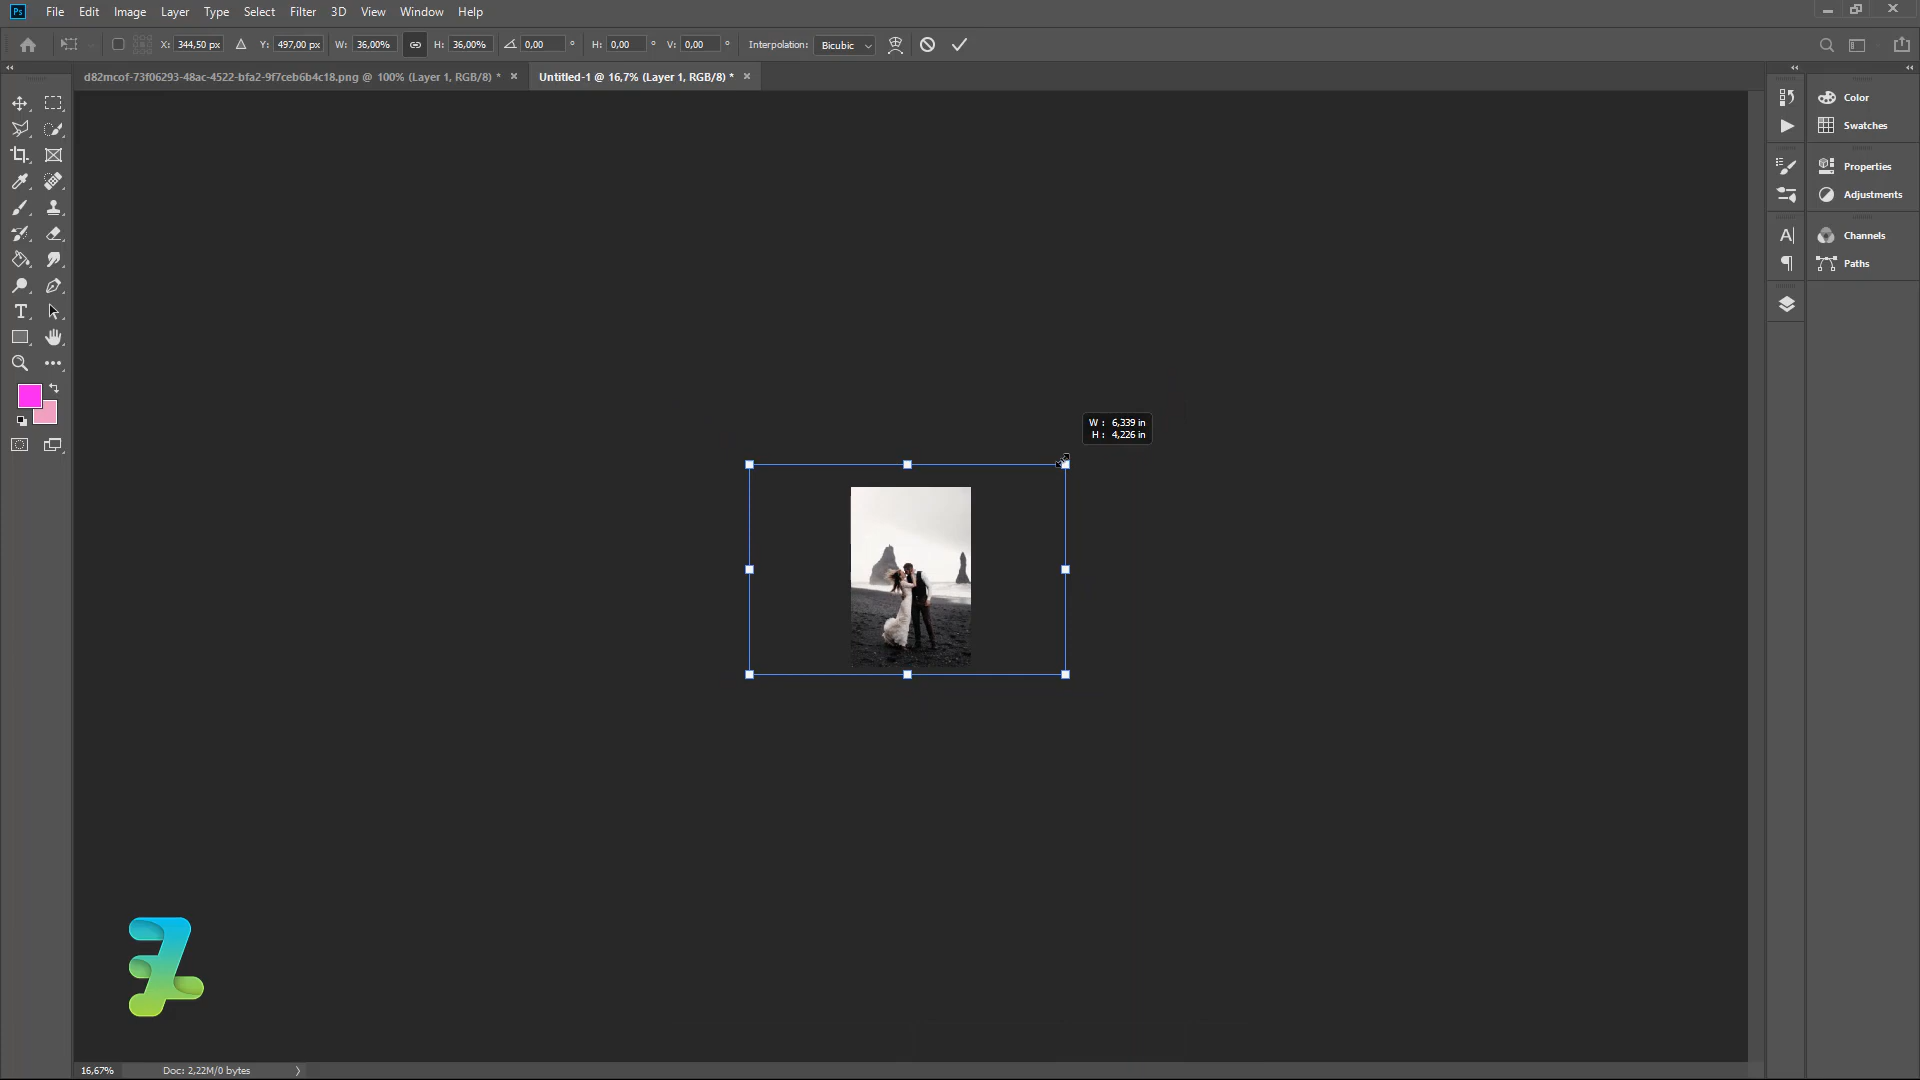 Ps File Edit Image Layer Type Select Filter 3D View Window Help
X: 344,50 px Y: 497,00 px W: 36,00% H: 36,00% 0,00 ° H: 0,00 ° V: 0,00 ° Interpolation: Bicubic
d82mcof-73f06293-48ac-4522-bfa2-9f7ceb6b4c18.png @ 100% (Layer 1, RGB/8) * Untitled-1 @ 16,7% (Layer 1, RGB/8) *
Color
Swatches
Properties
Adjustments
Channels
Paths
W : 6,339 in
H : 4,226 in
16,67% Doc: 2,22M/0 bytes